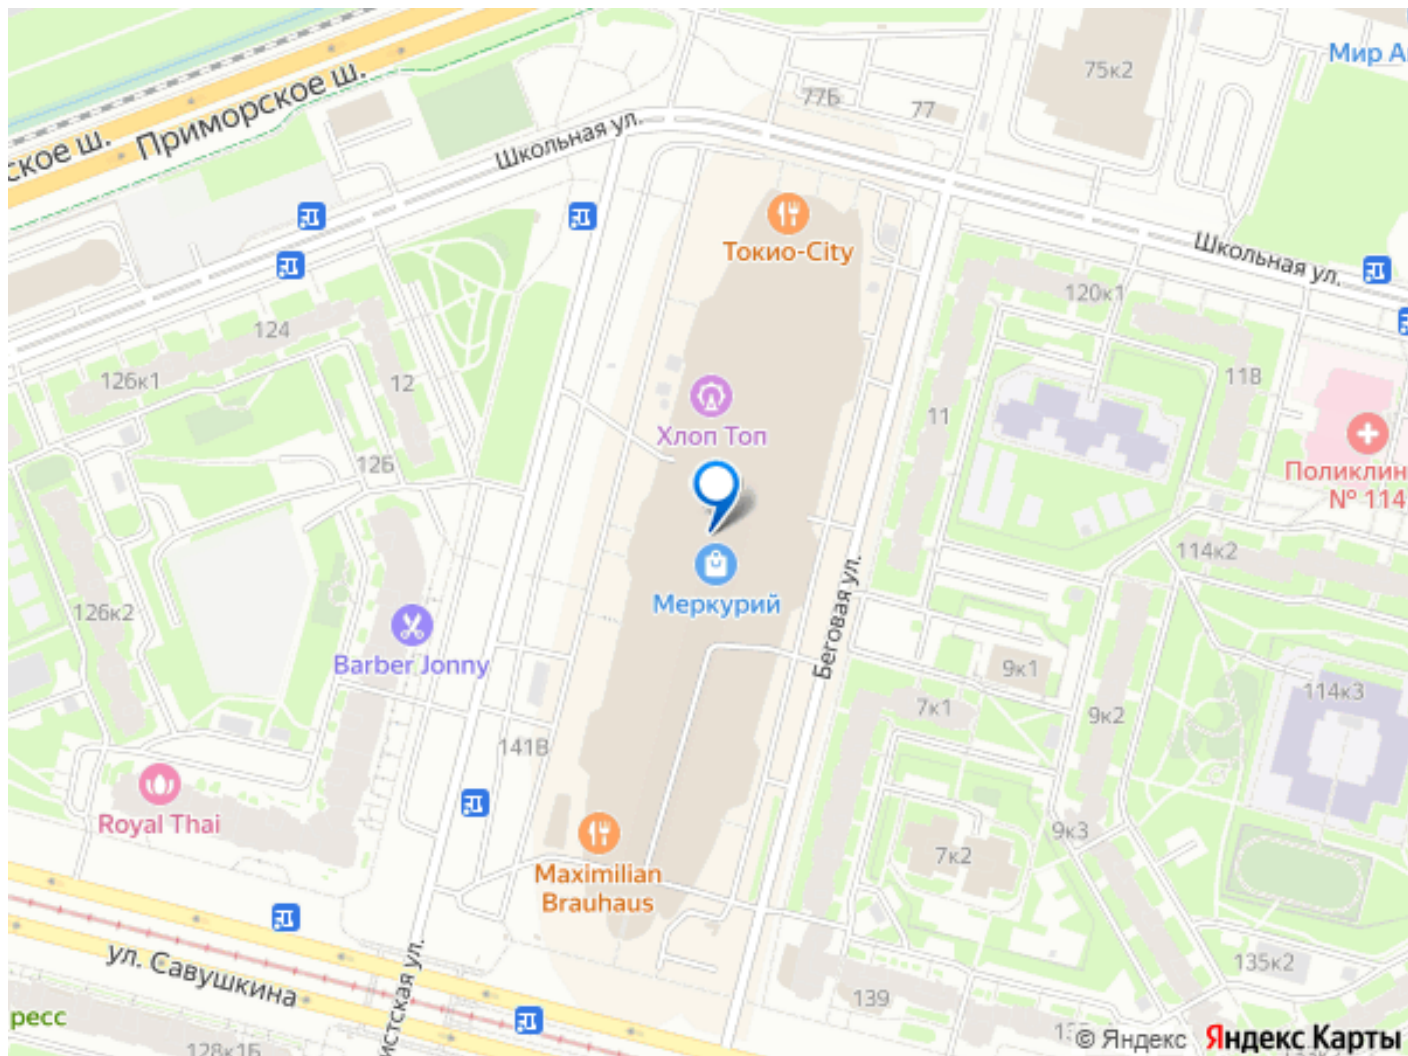 Мир А
75к2
77Б
77
Приморское ш.
ское ш.
Школьная ул.
Токио-City
Школьная ул.
120к1
124
126к1
12
118
11
Хлоп Топ
126
Поликлин
№ 114
114к2
Меркурий
126к2
Barber Jonny
Беговая ул.
9к1
114к3
7к1
9к2
141В
Royal Thai
9к3
7к2
Maximilian
Brauhaus
ул. Савушкина
истская ул.
135к2
139
ресс
128к1Б
© Яндекс
Яндекс Карты